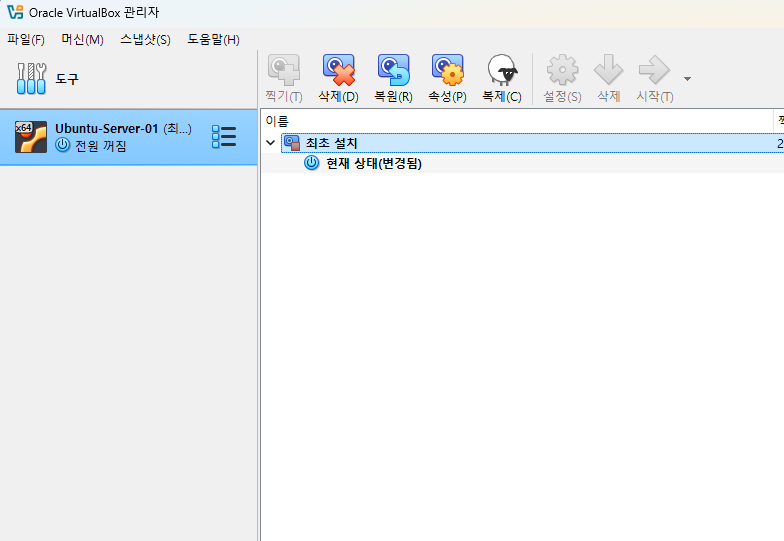 Oracle VirtualBox 관리자
파일(F) 머신(M) 스냅샷(S) 도움말(H)
도구
찍기(T) 삭제(D) 복원(R) 속성(P) 복제(C) 설정(S) 삭제 시작(T)
x64
Ubuntu-Server-01 (최...)
전원 꺼짐
이름
최초 설치 2
현재 상태(변경됨)